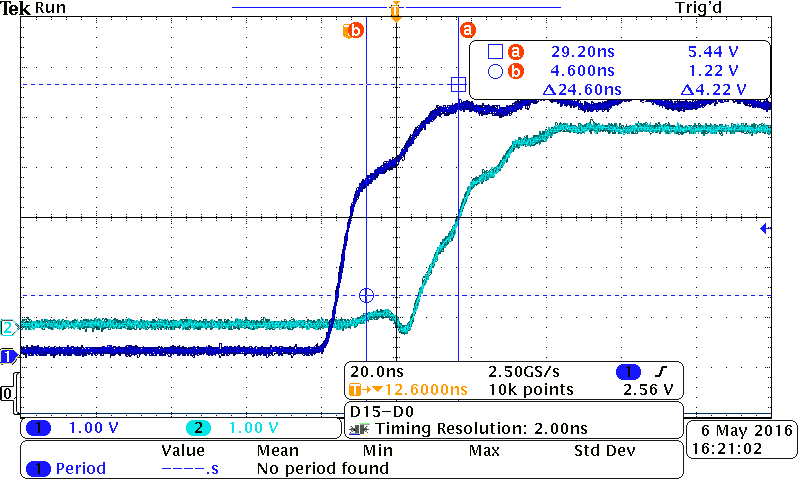 Tek Run Trig'd
T b T a
a 29.20ns 5.44 V
b 4.600ns 1.22 V
Δ24.60ns Δ4.22 V
2
1
0
20.0ns 2.50GS/s 1
T→▼12.6000ns 10k points 2.56 V
1 1.00 V 2 1.00 V
D15-D0
Timing Resolution: 2.00ns
6 May 2016
16:21:02
Value Mean Min Max Std Dev
1 Period ----.s No period found